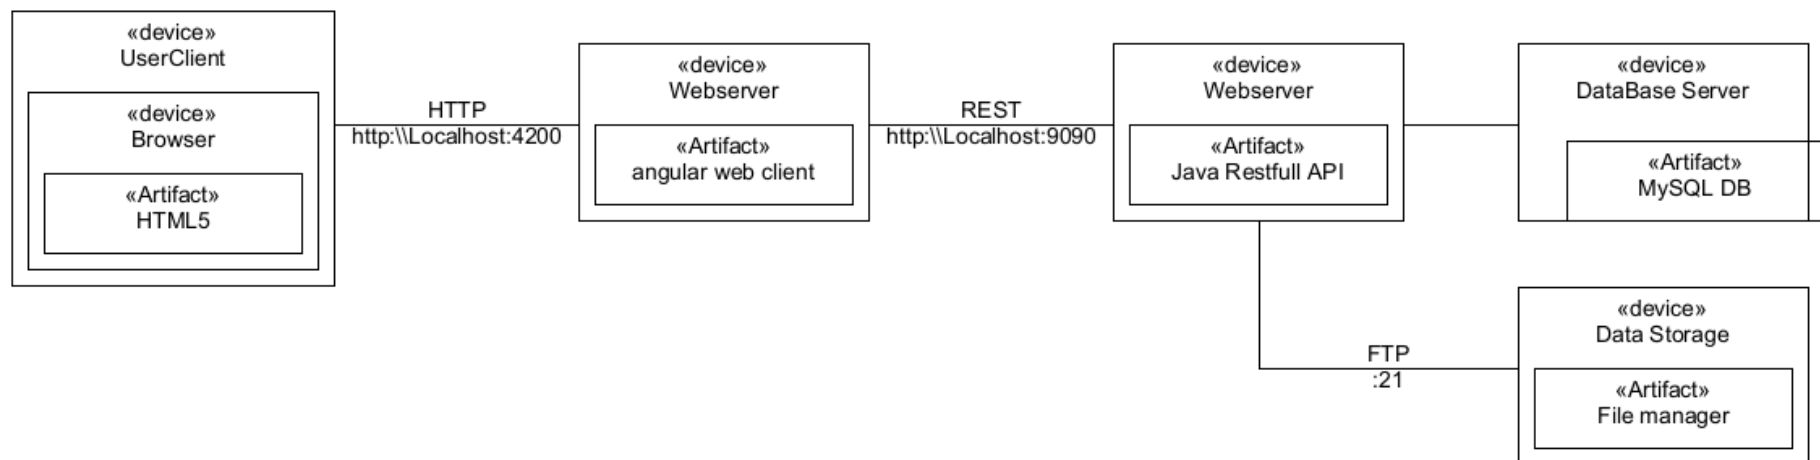 «device»
UserClient
«device»
Browser
«Artifact»
HTML5
HTTP
http:\\Localhost:4200
«device»
Webserver
«Artifact»
angular web client
REST
http:\\Localhost:9090
«device»
Webserver
«Artifact»
Java Restfull API
«device»
DataBase Server
«Artifact»
MySQL DB
FTP
:21
«device»
Data Storage
«Artifact»
File manager